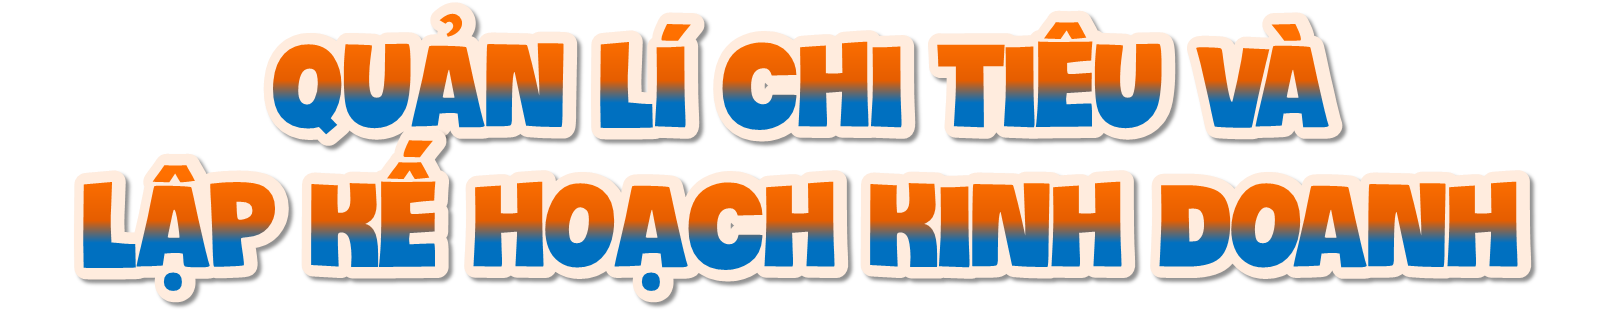 QUẢN LÍ CHI TIÊU VÀ
LẬP KẾ HOẠCH KINH DOANH